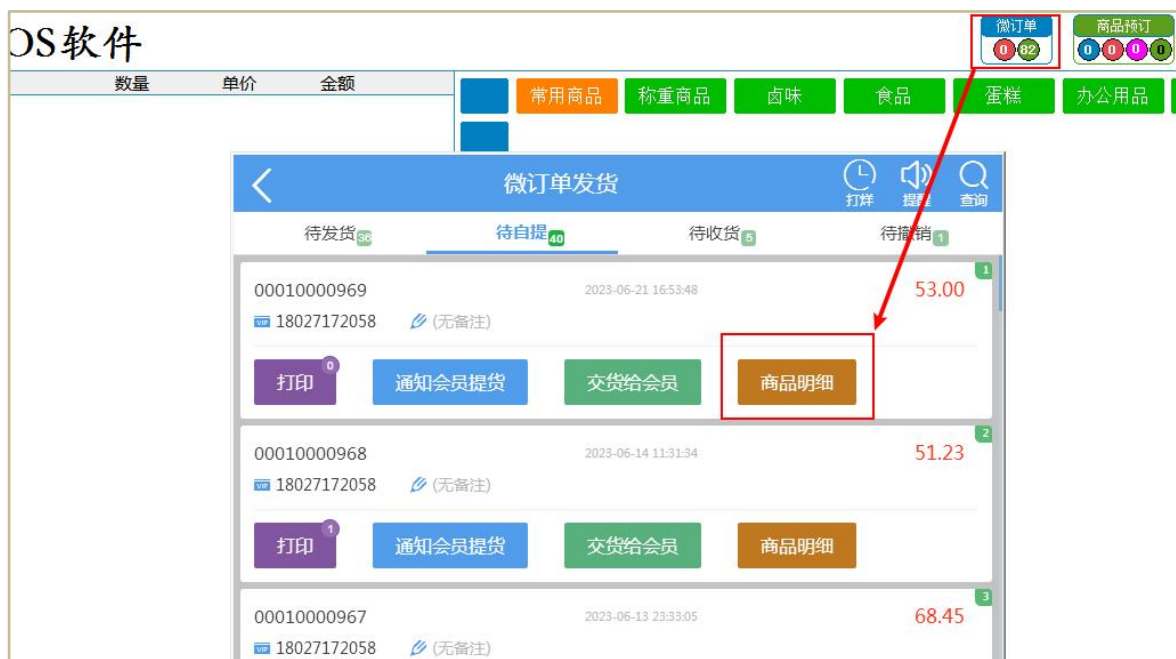 OS软件
微订单 商品预订
0 82 0 0 0 0
数量 单价 金额
常用商品 称重商品 卤味 食品 蛋糕 办公用品
微订单发货 打烊 提醒 查询
待发货 36 待自提 40 待收货 5 待撤销 1
1
00010000969 2023-06-21 16:53:48 53.00
VIP 18027172058 (无备注)
打印 0 通知会员提货 交货给会员 商品明细
2
00010000968 2023-06-14 11:31:34 51.23
VIP 18027172058 (无备注)
打印 1 通知会员提货 交货给会员 商品明细
3
00010000967 2023-06-13 23:33:05 68.45
VIP 18027172058 (无备注)